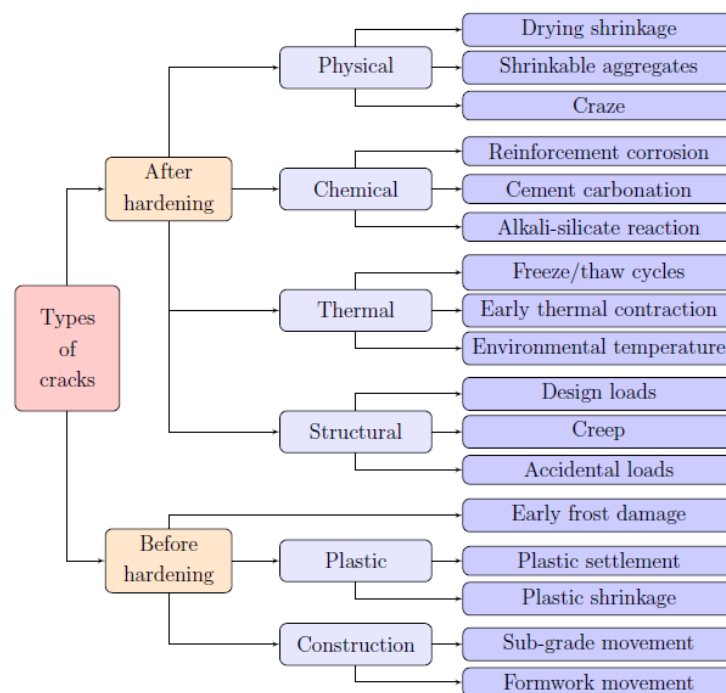 Drying shrinkage
Physical
Shrinkable aggregates
Craze
After
hardening
Reinforcement corrosion
Chemical
Cement carbonation
Alkali-silicate reaction
Types
of
cracks
Freeze/thaw cycles
Thermal
Early thermal contraction
Environmental temperature
Design loads
Structural
Creep
Accidental loads
Before
hardening
Early frost damage
Plastic
Plastic settlement
Plastic shrinkage
Construction
Sub-grade movement
Formwork movement